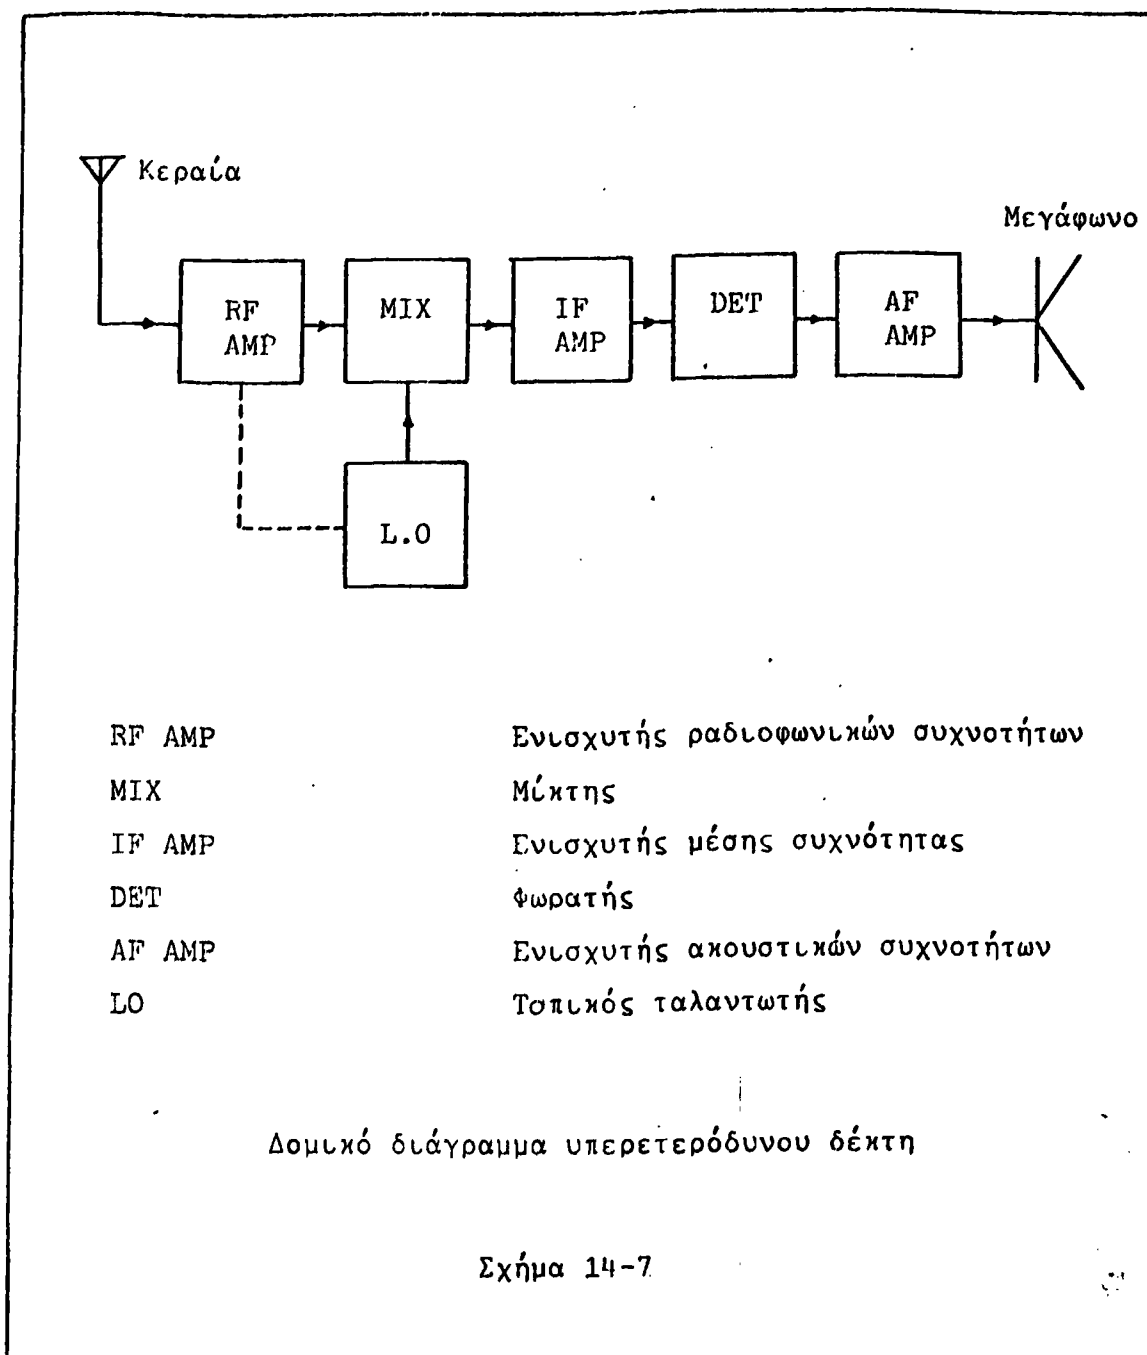 Κεραία
Μεγάφωνο
RF
AMP
MIX
IF
AMP
DET
AF
AMP
L.O
RF AMP Ενισχυτής ραδιοφωνικών συχνοτήτων
MIX Μίκτης
IF AMP Ενισχυτής μέσης συχνότητας
DET Φωρατής
AF AMP Ενισχυτής ακουστικών συχνοτήτων
LO Τοπικός ταλαντωτής
Δομικό διάγραμμα υπερετερόδυνου δέκτη
Σχήμα 14-7